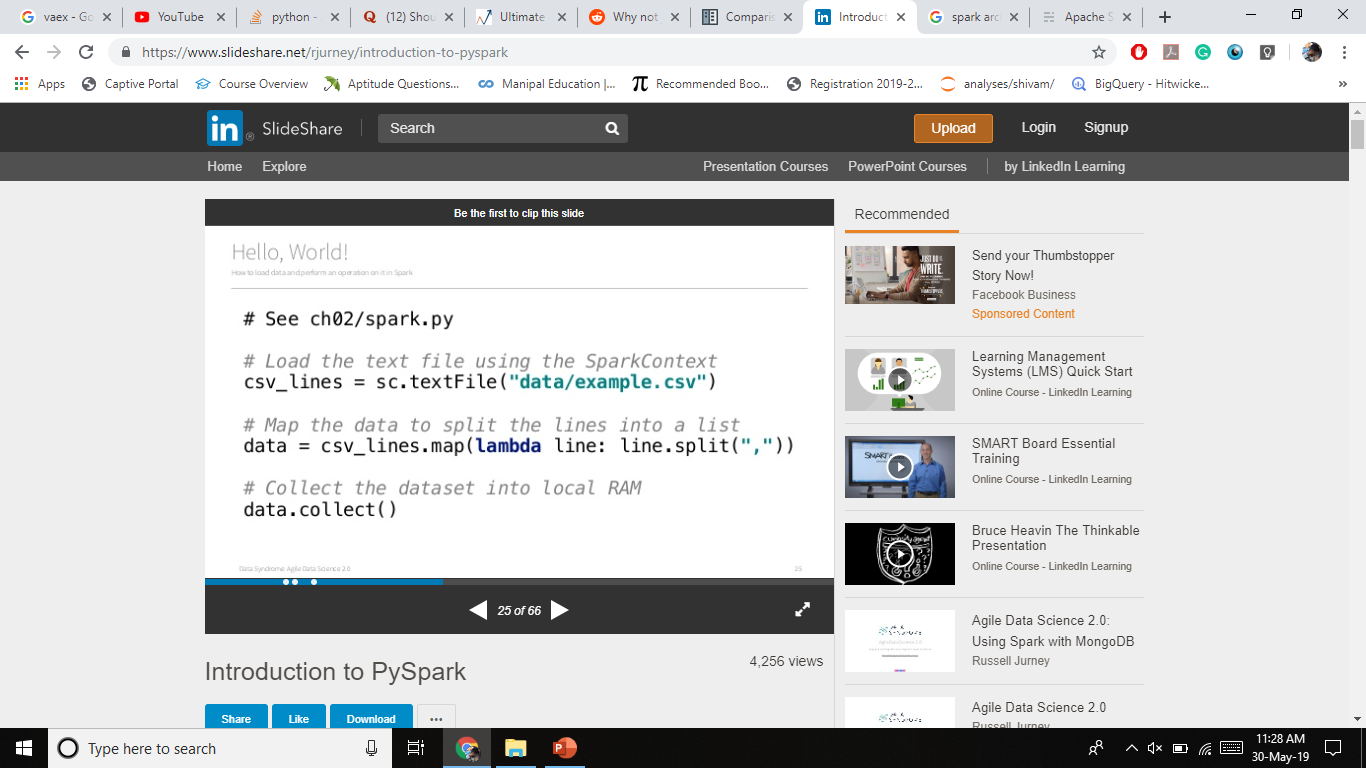 vaex - Go
YouTube
python -
(12) Shou
Ultimate
Why not
Comparis
Introduct
spark arc
Apache S
https://www.slideshare.net/rjurney/introduction-to-pyspark
Apps
Captive Portal
Course Overview
Aptitude Questions...
Manipal Education |...
Recommended Boo...
Registration 2019-2...
analyses/shivam/
BigQuery - Hitwicke...
»
in SlideShare
Search
Upload
Login
Signup
Home
Explore
Presentation Courses
PowerPoint Courses
by LinkedIn Learning
Be the first to clip this slide
Hello, World!
How to load data and perform an operation on it in Spark
# See ch02/spark.py
# Load the text file using the SparkContext
csv_lines = sc.textFile("data/example.csv")
# Map the data to split the lines into a list
data = csv_lines.map(lambda line: line.split(","))
# Collect the dataset into local RAM
data.collect()
Data Syndrome: Agile Data Science 2.0
25
25 of 66
Introduction to PySpark
4,256 views
Share
Like
Download
...
Recommended
JUST DO IT.
WRITE.
Send your Thumbstopper
Story Now!
Facebook Business
Sponsored Content
Learning Management
Systems (LMS) Quick Start
Online Course - LinkedIn Learning
SMART Board Essential
Training
Online Course - LinkedIn Learning
Bruce Heavin The Thinkable
Presentation
Online Course - LinkedIn Learning
Agile Data Science 2.0:
Using Spark with MongoDB
Russell Jurney
Agile Data Science 2.0
Russell Jurney
Type here to search
11:28 AM
30-May-19